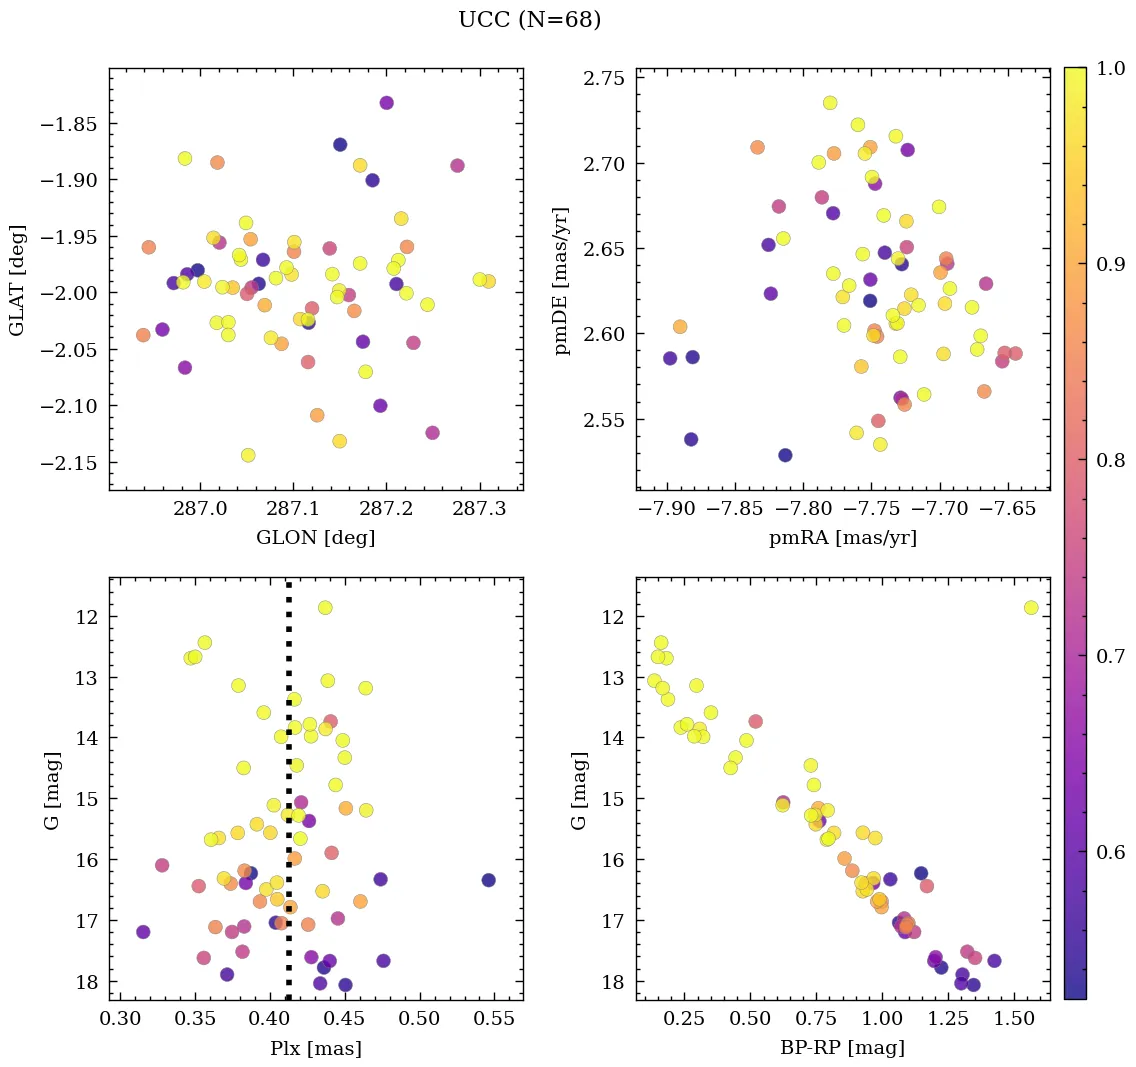 UCC (N=68)
−1.85
−1.90
−1.95
−2.00
−2.05
−2.10
−2.15
GLAT [deg]
287.0 287.1 287.2 287.3
GLON [deg]
2.75
2.70
2.65
2.60
2.55
pmDE [mas/yr]
−7.90 −7.85 −7.80 −7.75 −7.70 −7.65
pmRA [mas/yr]
1.0
0.9
0.8
0.7
0.6
12
13
14
15
16
17
18
G [mag]
0.30 0.35 0.40 0.45 0.50 0.55
Plx [mas]
12
13
14
15
16
17
18
G [mag]
0.25 0.50 0.75 1.00 1.25 1.50
BP-RP [mag]